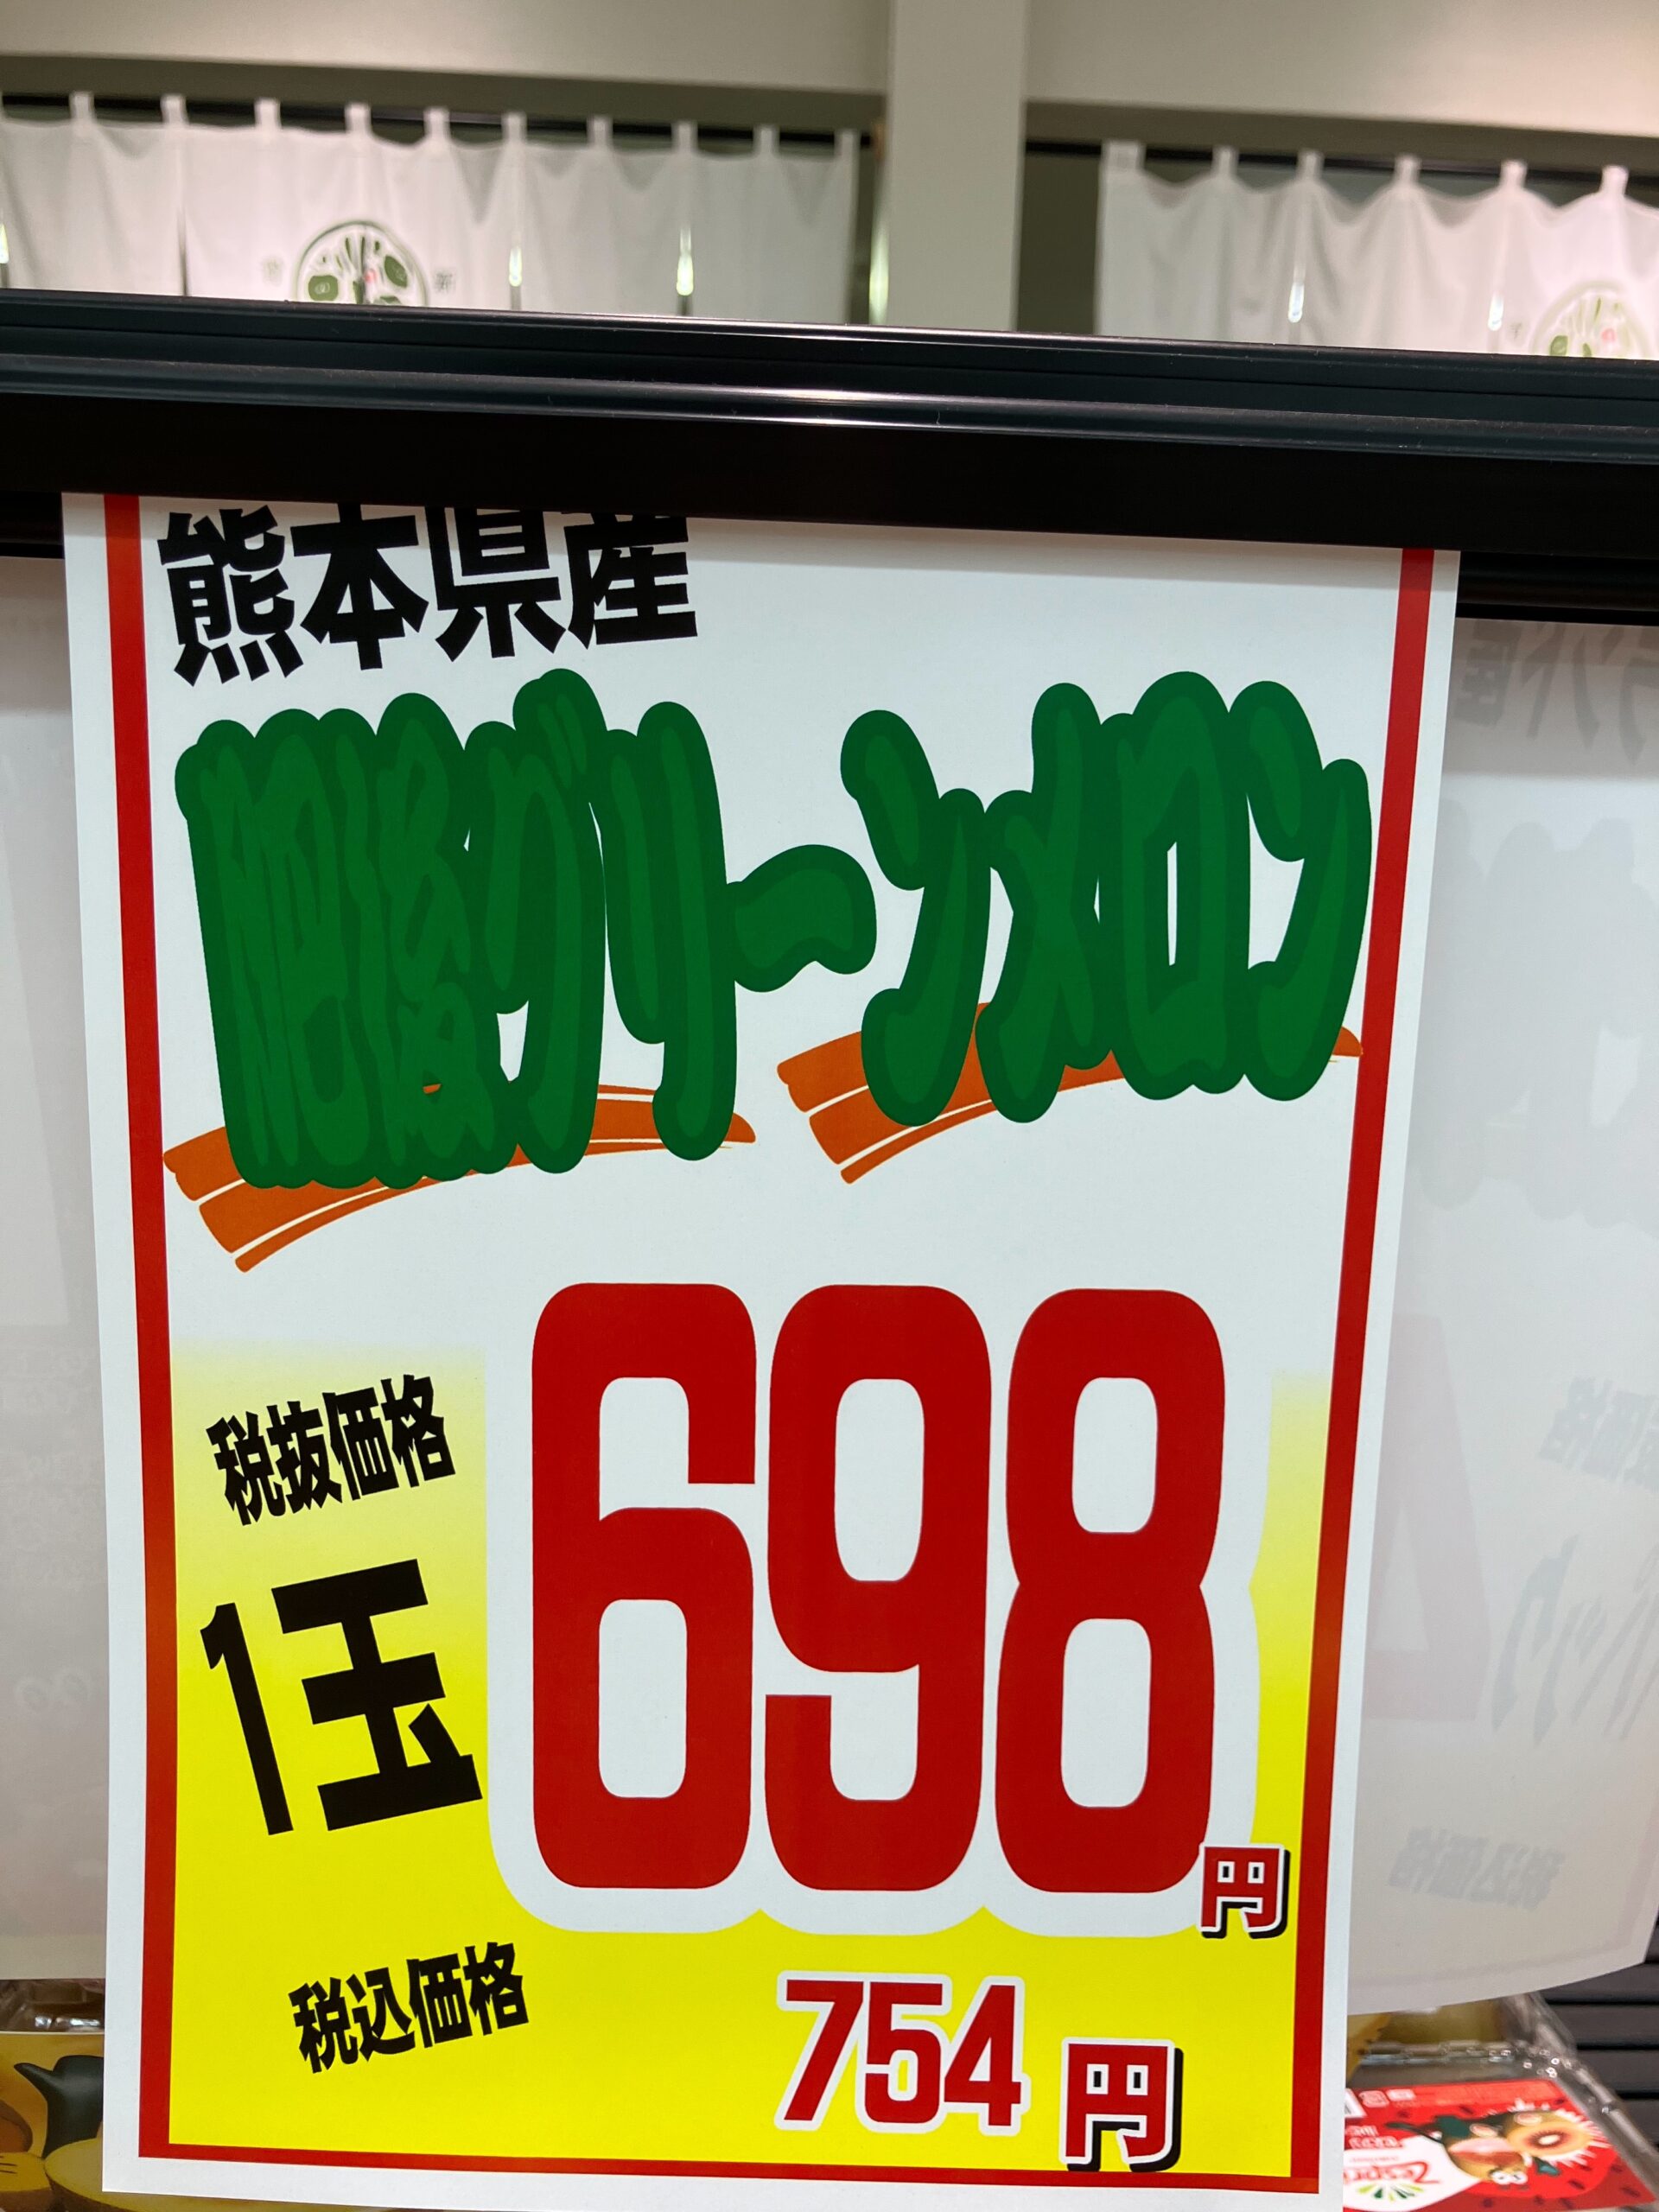 熊本県産
肥後グリーンメロン
税抜価格
1玉
698円
税込価格
754円
Zespri